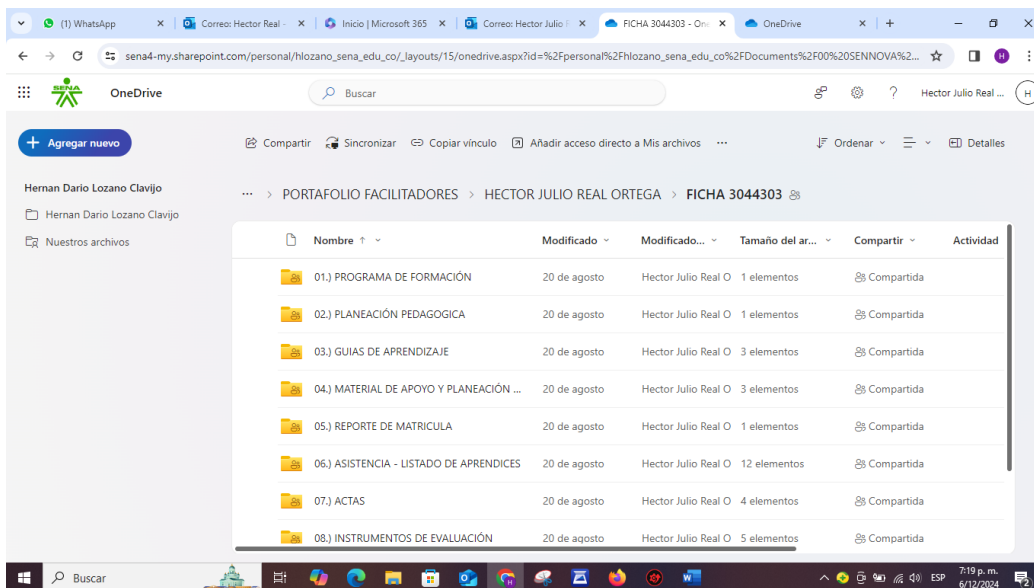 (1) WhatsApp
Correo: Hector Real -
Inicio | Microsoft 365
Correo: Hector Julio
FICHA 3044303 - On
OneDrive
sena4-my.sharepoint.com/personal/hlozano_sena_edu_co/_layouts/15/onedrive.aspx?id=%2Fpersonal%2Fhlozano_sena_edu_co%2FDocuments%2F00%20SENNOVA%2...
H
SENA
OneDrive
Buscar
Hector Julio Real ...
H
Agregar nuevo
Compartir
Sincronizar
Copiar vínculo
Añadir acceso directo a Mis archivos
...
Ordenar
Detalles
Hernan Dario Lozano Clavijo
Hernan Dario Lozano Clavijo
Nuestros archivos
... > PORTAFOLIO FACILITADORES > HECTOR JULIO REAL ORTEGA > FICHA 3044303
Nombre ↑ Modificado Modificado... Tamaño del ar... Compartir Actividad
01.) PROGRAMA DE FORMACIÓN 20 de agosto Hector Julio Real O 1 elementos Compartida
02.) PLANEACIÓN PEDAGOGICA 20 de agosto Hector Julio Real O 1 elementos Compartida
03.) GUIAS DE APRENDIZAJE 20 de agosto Hector Julio Real O 3 elementos Compartida
04.) MATERIAL DE APOYO Y PLANEACIÓN ... 20 de agosto Hector Julio Real O 3 elementos Compartida
05.) REPORTE DE MATRICULA 20 de agosto Hector Julio Real O 1 elementos Compartida
06.) ASISTENCIA - LISTADO DE APRENDICES 20 de agosto Hector Julio Real O 12 elementos Compartida
07.) ACTAS 20 de agosto Hector Julio Real O 4 elementos Compartida
08.) INSTRUMENTOS DE EVALUACIÓN 20 de agosto Hector Julio Real O 5 elementos Compartida
Buscar
ESP
7:19 p. m.
6/12/2024